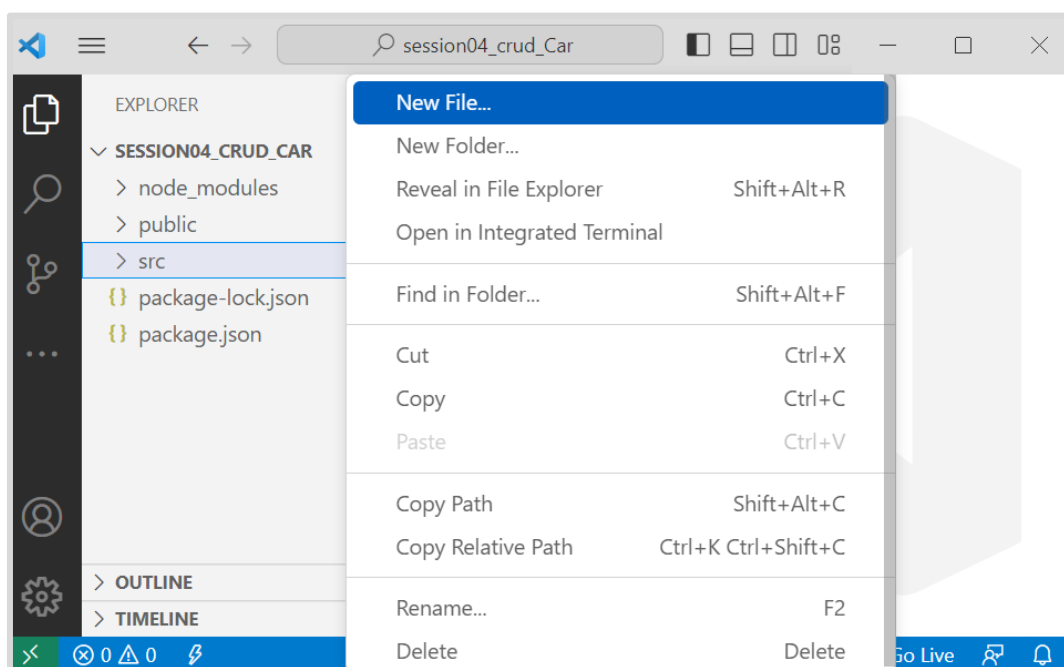 session04_crud_Car
EXPLORER
SESSION04_CRUD_CAR
node_modules
public
src
package-lock.json
package.json
OUTLINE
TIMELINE
New File...
New Folder...
Reveal in File Explorer Shift+Alt+R
Open in Integrated Terminal
Find in Folder... Shift+Alt+F
Cut Ctrl+X
Copy Ctrl+C
Paste Ctrl+V
Copy Path Shift+Alt+C
Copy Relative Path Ctrl+K Ctrl+Shift+C
Rename... F2
Delete Delete
0 0 Go Live